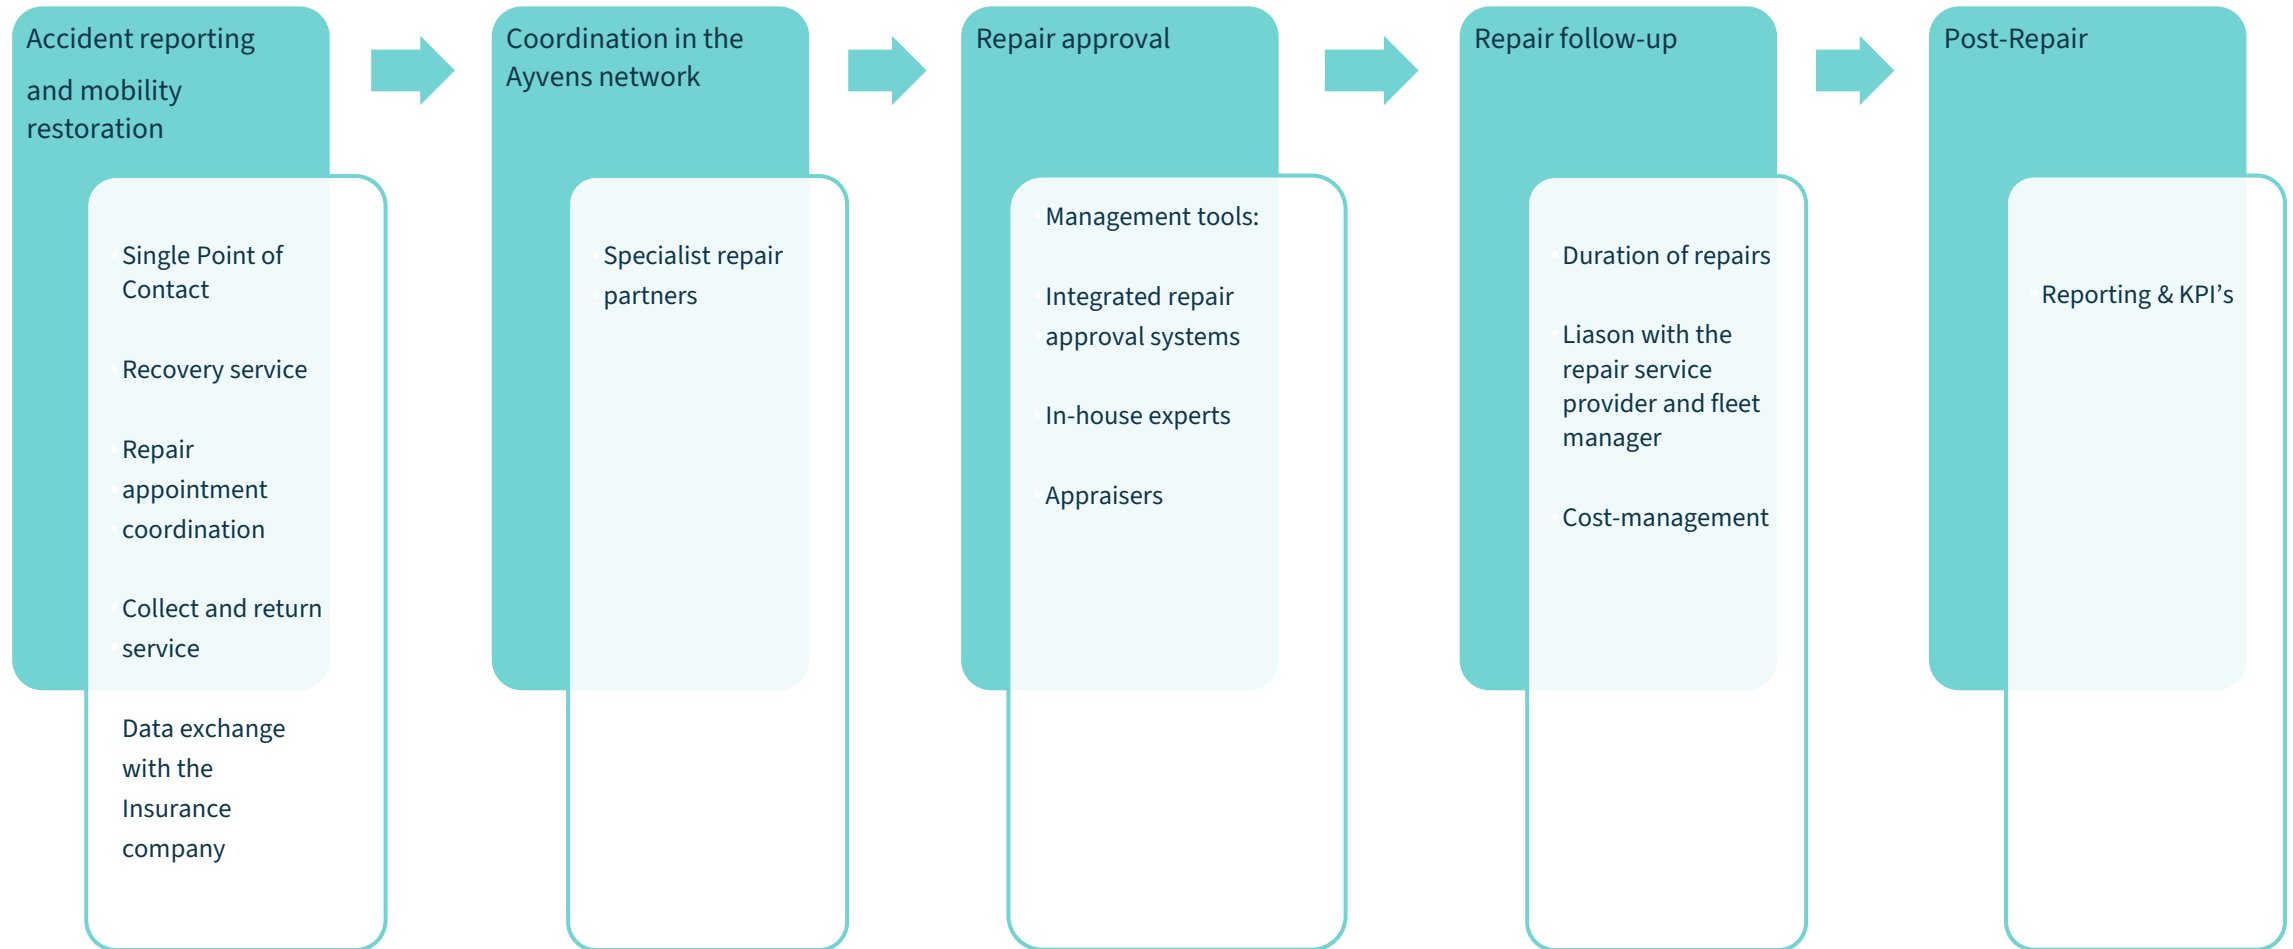 Accident reporting
and mobility
restoration
Single Point of
Contact
Recovery service
Repair
appointment
coordination
Collect and return
service
Data exchange
with the
Insurance
company
Coordination in the
Ayvens network
Specialist repair
partners
Repair approval
Management tools:
Integrated repair
approval systems
In-house experts
Appraisers
Repair follow-up
Duration of repairs
Liason with the
repair service
provider and fleet
manager
Cost-management
Post-Repair
Reporting & KPI’s